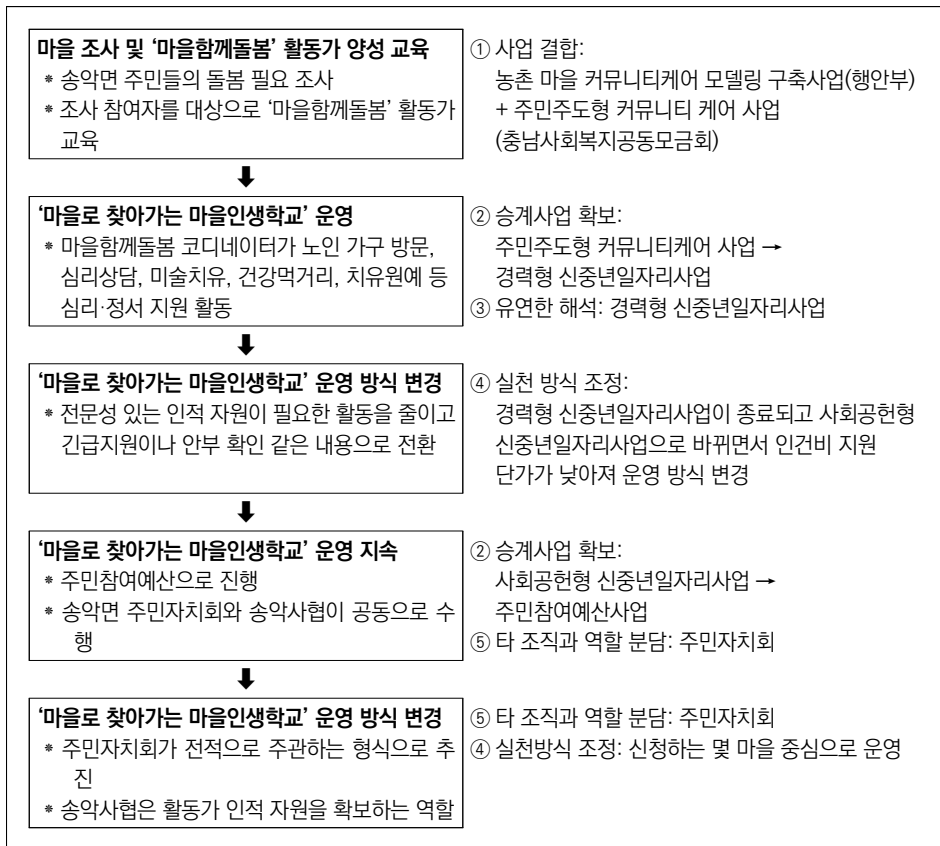 마을 조사 및 ‘마을함께돌봄’ 활동가 양성 교육
* 송악면 주민들의 돌봄 필요 조사
* 조사 참여자를 대상으로 ‘마을함께돌봄’ 활동가
교육
① 사업 결합:
농촌 마을 커뮤니티케어 모델링 구축사업(행안부)
+ 주민주도형 커뮤니티 케어 사업
(충남사회복지공동모금회)
‘마을로 찾아가는 마을인생학교’ 운영
* 마을함께돌봄 코디네이터가 노인 가구 방문,
심리상담, 미술치유, 건강먹거리, 치유원예 등
심리·정서 지원 활동
② 승계사업 확보:
주민주도형 커뮤니티케어 사업 →
경력형 신중년일자리사업
③ 유연한 해석: 경력형 신중년일자리사업
‘마을로 찾아가는 마을인생학교’ 운영 방식 변경
* 전문성 있는 인적 자원이 필요한 활동을 줄이고
긴급지원이나 안부 확인 같은 내용으로 전환
④ 실천 방식 조정:
경력형 신중년일자리사업이 종료되고 사회공헌형
신중년일자리사업으로 바뀌면서 인건비 지원
단가가 낮아져 운영 방식 변경
‘마을로 찾아가는 마을인생학교’ 운영 지속
* 주민참여예산으로 진행
* 송악면 주민자치회와 송악사협이 공동으로 수
행
② 승계사업 확보:
사회공헌형 신중년일자리사업 →
주민참여예산사업
⑤ 타 조직과 역할 분담: 주민자치회
‘마을로 찾아가는 마을인생학교’ 운영 방식 변경
* 주민자치회가 전적으로 주관하는 형식으로 추
진
* 송악사협은 활동가 인적 자원을 확보하는 역할
⑤ 타 조직과 역할 분담: 주민자치회
④ 실천방식 조정: 신청하는 몇 마을 중심으로 운영